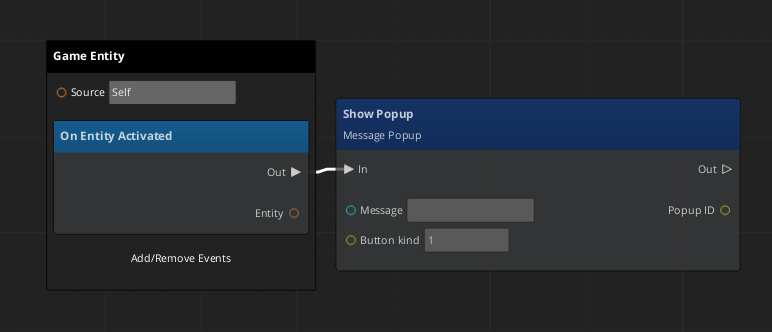 Game Entity
Source Self
On Entity Activated
Out
Entity
Add/Remove Events
Show Popup
Message Popup
In Out
Message Popup ID
Button kind 1